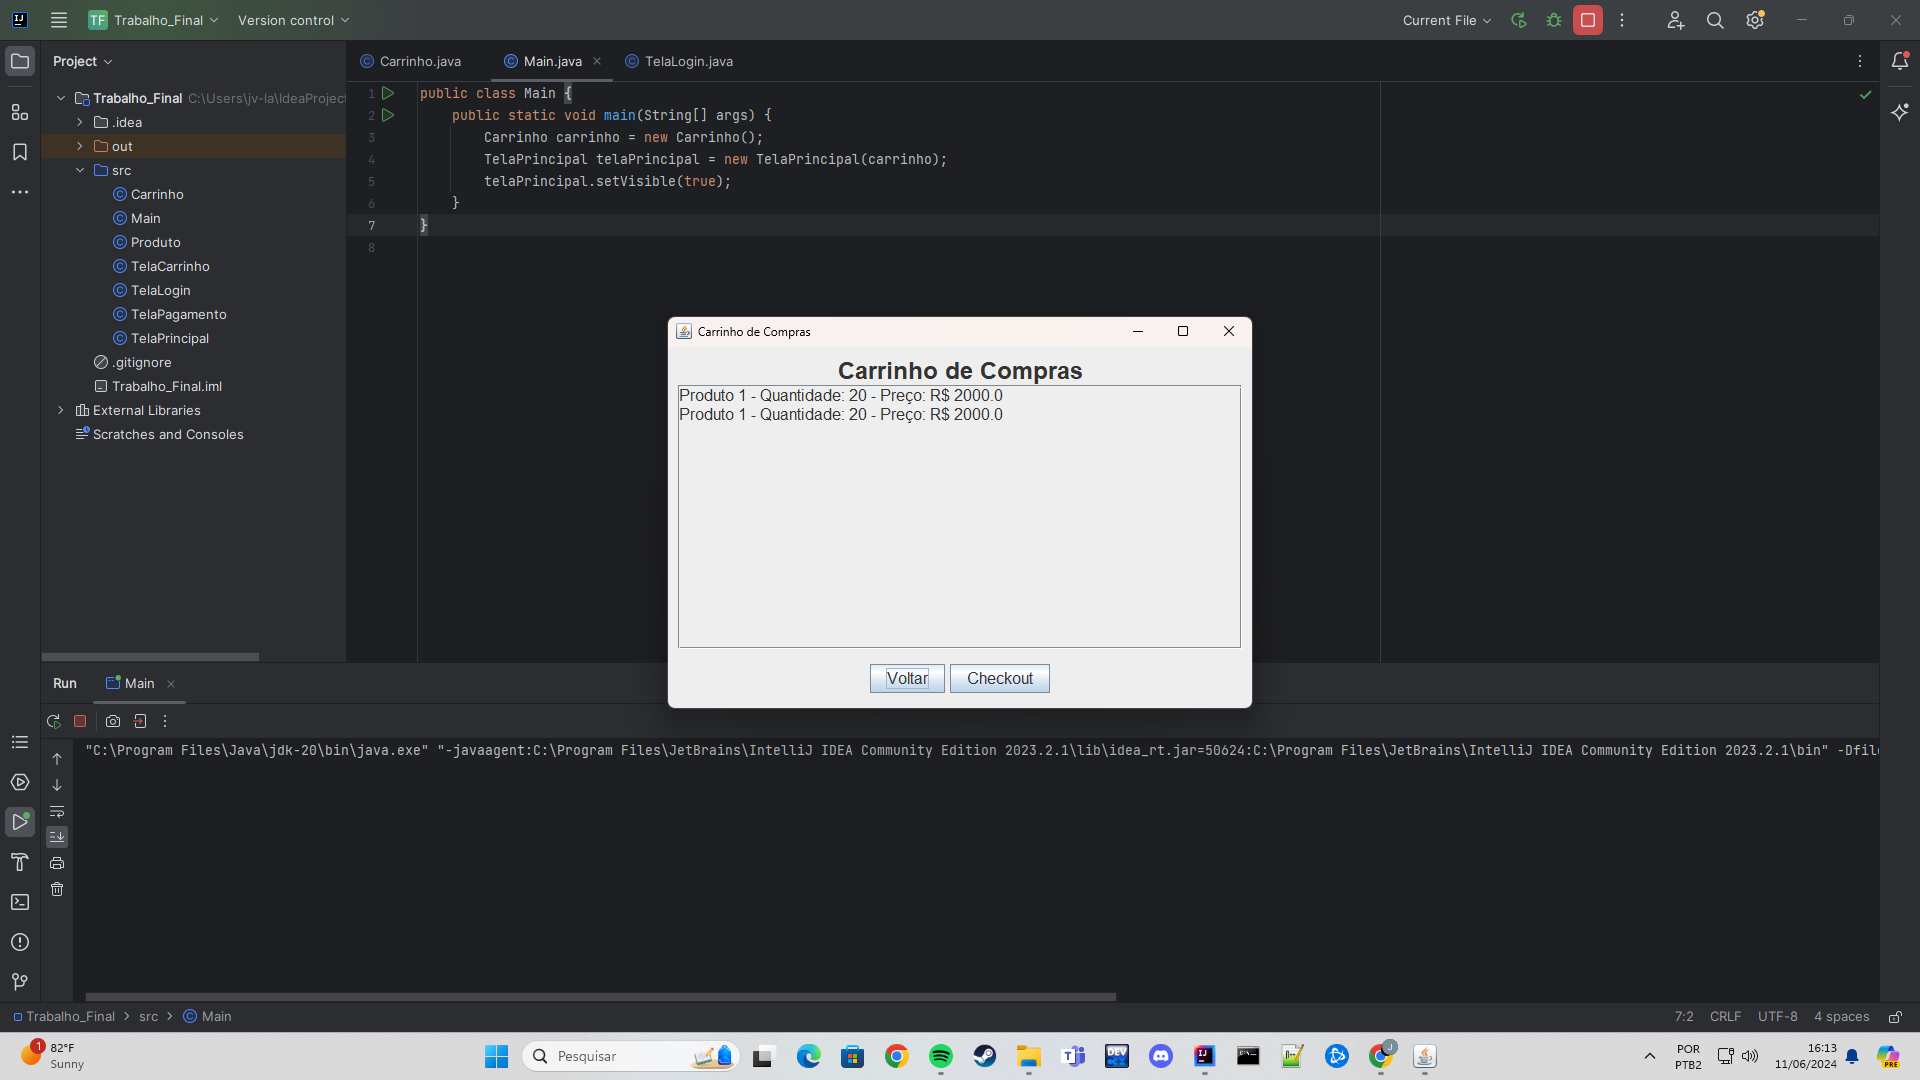 Trabalho_Final
Version control
Current File
Project
Carrinho.java
Main.java
TelaLogin.java
Trabalho_Final C:\Users\jv-la\IdeaProject
.idea
out
src
Carrinho
Main
Produto
TelaCarrinho
TelaLogin
TelaPagamento
TelaPrincipal
.gitignore
Trabalho_Final.iml
External Libraries
Scratches and Consoles
1 public class Main {
2 public static void main(String[] args) {
3 Carrinho carrinho = new Carrinho();
4 TelaPrincipal telaPrincipal = new TelaPrincipal(carrinho);
5 telaPrincipal.setVisible(true);
6 }
7 }
8
Carrinho de Compras
Carrinho de Compras
Produto 1 - Quantidade: 20 - Preço: R$ 2000.0
Produto 1 - Quantidade: 20 - Preço: R$ 2000.0
Voltar
Checkout
Run
Main
"C:\Program Files\Java\jdk-20\bin\java.exe" "-javaagent:C:\Program Files\JetBrains\IntelliJ IDEA Community Edition 2023.2.1\lib\idea_rt.jar=50624:C:\Program Files\JetBrains\IntelliJ IDEA Community Edition 2023.2.1\bin" -Dfile
Trabalho_Final > src > Main
7:2 CRLF UTF-8 4 spaces
1
82°F
Sunny
Pesquisar
POR
PTB2
16:13
11/06/2024